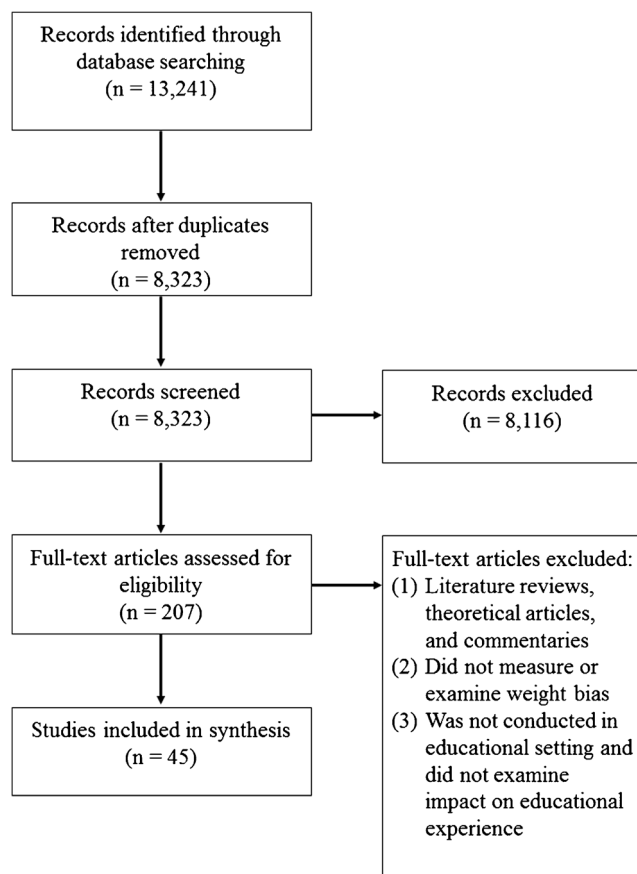 Records identified through
database searching
(n = 13,241)
Records after duplicates
removed
(n = 8,323)
Records screened
(n = 8,323)
Records excluded
(n = 8,116)
Full-text articles assessed for
eligibility
(n = 207)
Full-text articles excluded:
(1) Literature reviews,
theoretical articles,
and commentaries
(2) Did not measure or
examine weight bias
(3) Was not conducted in
educational setting and
did not examine
impact on educational
experience
Studies included in synthesis
(n = 45)